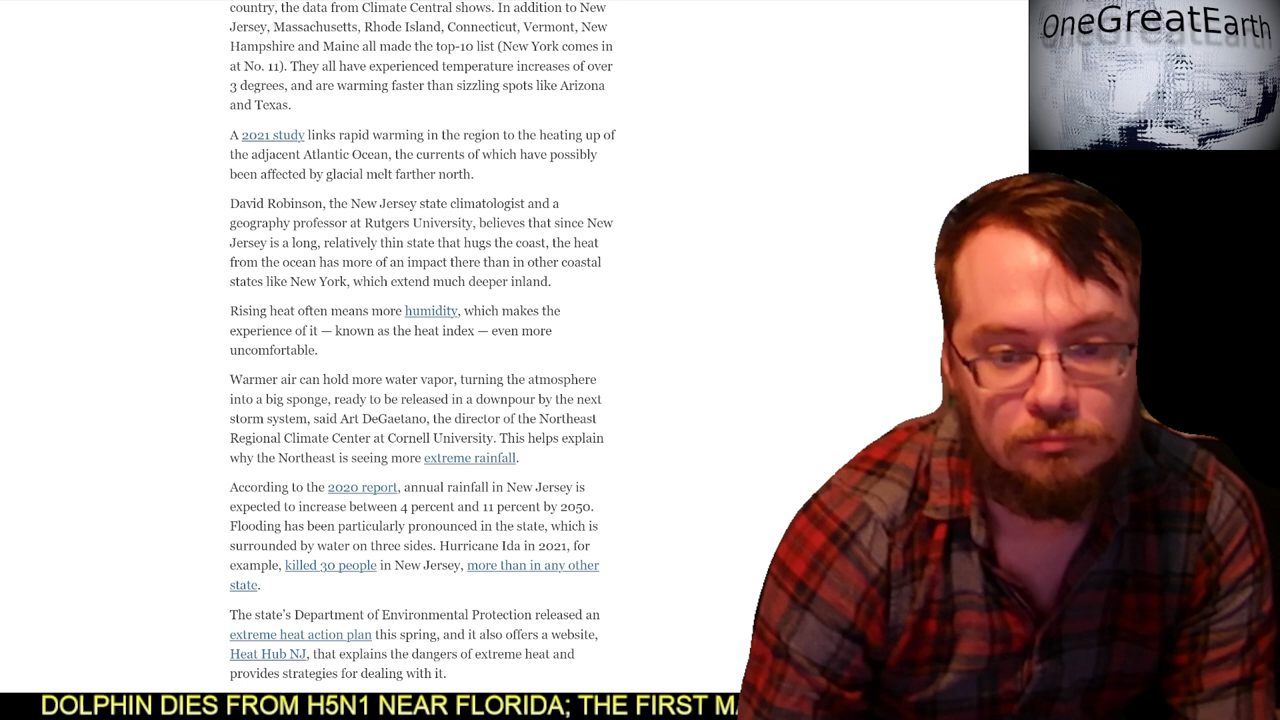 country, the data from Climate Central shows. In addition to New
Jersey, Massachusetts, Rhode Island, Connecticut, Vermont, New
Hampshire and Maine all made the top-10 list (New York comes in
at No. 11). They all have experienced temperature increases of over
3 degrees, and are warming faster than sizzling spots like Arizona
and Texas.
A 2021 study links rapid warming in the region to the heating up of
the adjacent Atlantic Ocean, the currents of which have possibly
been affected by glacial melt farther north.
David Robinson, the New Jersey state climatologist and a
geography professor at Rutgers University, believes that since New
Jersey is a long, relatively thin state that hugs the coast, the heat
from the ocean has more of an impact there than in other coastal
states like New York, which extend much deeper inland.
Rising heat often means more humidity, which makes the
experience of it — known as the heat index — even more
uncomfortable.
Warmer air can hold more water vapor, turning the atmosphere
into a big sponge, ready to be released in a downpour by the next
storm system, said Art DeGaetano, the director of the Northeast
Regional Climate Center at Cornell University. This helps explain
why the Northeast is seeing more extreme rainfall.
According to the 2020 report, annual rainfall in New Jersey is
expected to increase between 4 percent and 11 percent by 2050.
Flooding has been particularly pronounced in the state, which is
surrounded by water on three sides. Hurricane Ida in 2021, for
example, killed 30 people in New Jersey, more than in any other
state.
The state's Department of Environmental Protection released an
extreme heat action plan this spring, and it also offers a website,
Heat Hub NJ, that explains the dangers of extreme heat and
provides strategies for dealing with it.
OneGreatEarth
DOLPHIN DIES FROM H5N1 NEAR FLORIDA; THE FIRST